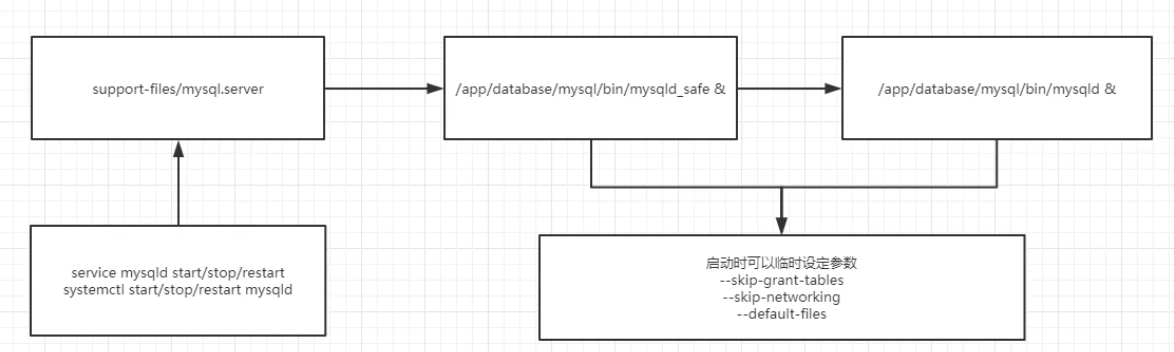 support-files/mysql.server
/app/database/mysql/bin/mysqld_safe &
/app/database/mysql/bin/mysqld &
service mysqld start/stop/restart
systemctl start/stop/restart mysqld
启动时可以临时设定参数
--skip-grant-tables
--skip-networking
--default-files